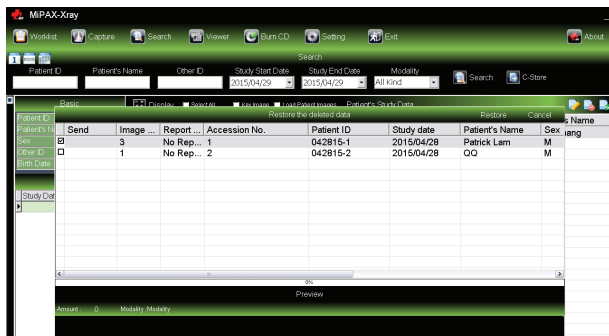 MiPAX-Xray
Worklist Capture Search Viewer Burn CD Setting Exit About
Search
Patient ID Patient's Name Other ID Study Start Date Study End Date Modality
2015/04/29 2015/04/29 All Kind Search C-Store
Basic Display Select All Key Image Load Patient Images Patient's Study Data
Restore the deleted data Restore Cancel
Patient ID
Patient's N
Sex
Other ID
Birth Date
s Name
iang
Send Image ... Report ... Accession No. Patient ID Study date Patient's Name Sex
3 No Rep... 1 042815-1 2015/04/28 Patrick Lam M
1 No Rep... 2 042815-2 2015/04/28 QQ M
Study Dat
0%
Preview
Amount : 0 Modality Modality